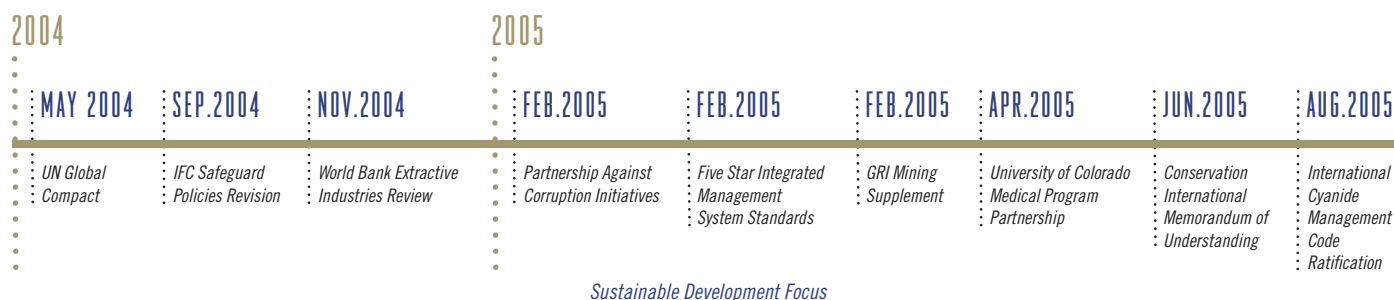 2004
2005
MAY 2004
SEP.2004
NOV.2004
FEB.2005
FEB.2005
FEB.2005
APR.2005
JUN.2005
AUG.2005
UN Global
Compact
IFC Safeguard
Policies Revision
World Bank Extractive
Industries Review
Partnership Against
Corruption Initiatives
Five Star Integrated
Management
System Standards
GRI Mining
Supplement
University of Colorado
Medical Program
Partnership
Conservation
International
Memorandum of
Understanding
International
Cyanide
Management
Code
Ratification
Sustainable Development Focus